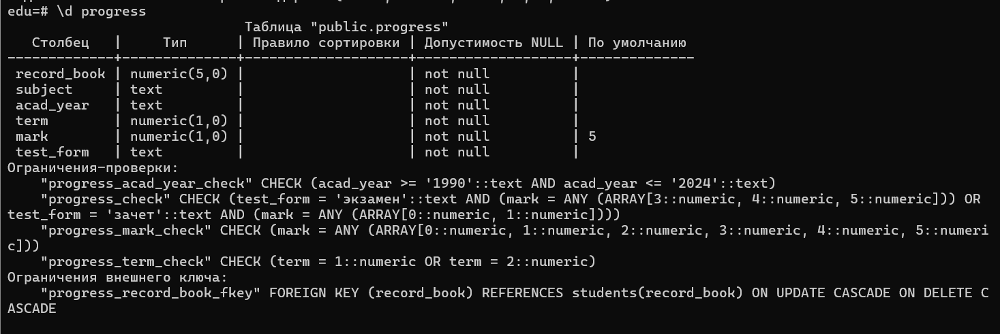 edu=# \d progress
                             Таблица "public.progress"
   Столбец   |     Тип      | Правило сортировки | Допустимость NULL | По умолчанию
-------------+--------------+--------------------+-------------------+--------------
 record_book | numeric(5,0) |                    | not null          |
 subject     | text         |                    | not null          |
 acad_year   | text         |                    | not null          |
 term        | numeric(1,0) |                    | not null          |
 mark        | numeric(1,0) |                    | not null          | 5
 test_form   | text         |                    | not null          |
Ограничения-проверки:
    "progress_acad_year_check" CHECK (acad_year >= '1990'::text AND acad_year <= '2024'::text)
    "progress_check" CHECK (test_form = 'экзамен'::text AND (mark = ANY (ARRAY[3::numeric, 4::numeric, 5::numeric])) OR
test_form = 'зачет'::text AND (mark = ANY (ARRAY[0::numeric, 1::numeric])))
    "progress_mark_check" CHECK (mark = ANY (ARRAY[0::numeric, 1::numeric, 2::numeric, 3::numeric, 4::numeric, 5::numeri
c]))
    "progress_term_check" CHECK (term = 1::numeric OR term = 2::numeric)
Ограничения внешнего ключа:
    "progress_record_book_fkey" FOREIGN KEY (record_book) REFERENCES students(record_book) ON UPDATE CASCADE ON DELETE C
ASCADE